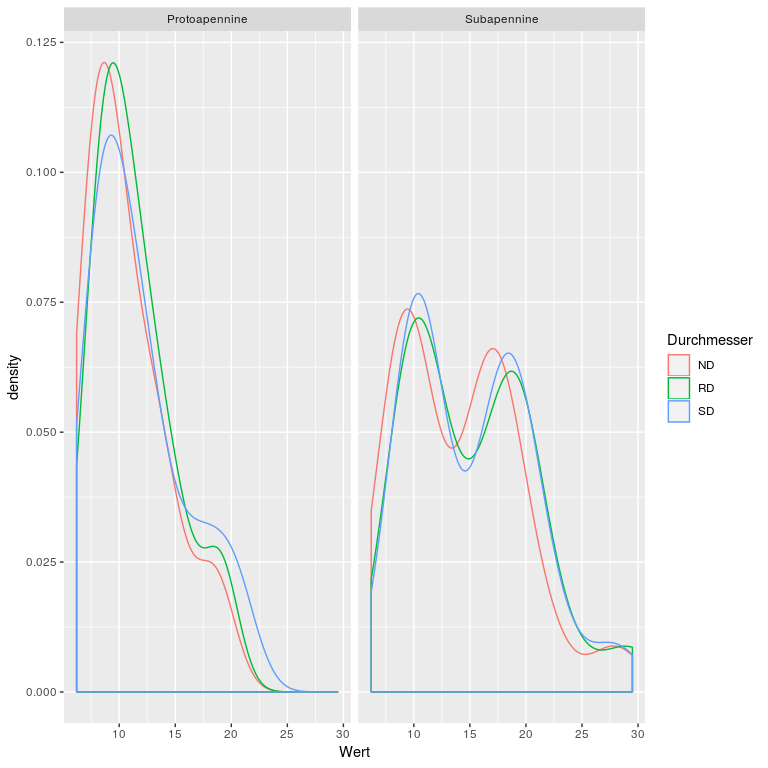 Protoapennine Subapennine
0.125
0.100
0.075
0.050
0.025
0.000
density
10 15 20 25 30 10 15 20 25 30
Wert
Durchmesser
ND
RD
SD